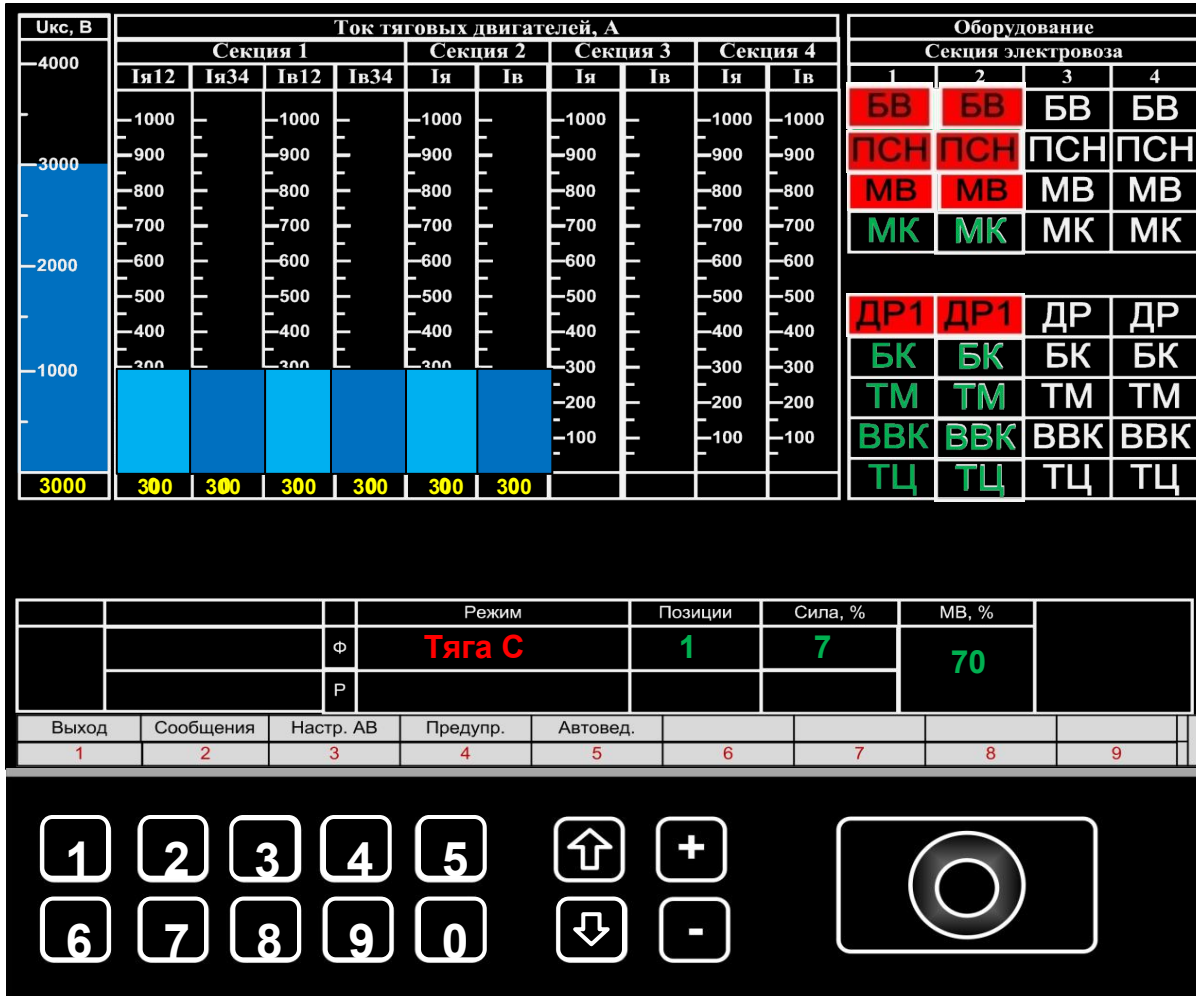 Uкс, В Ток тяговых двигателей, А Оборудование
Секция 1 Секция 2 Секция 3 Секция 4 Секция электровоза
Iя12 Iя34 Iв12 Iв34 Iя Iв Iя Iв Iя Iв 1 2 3 4
4000
3000
2000
1000
1000 1000 1000 1000 1000 1000
900 900 900 900 900 900
800 800 800 800 800 800
700 700 700 700 700 700
600 600 600 600 600 600
500 500 500 500 500 500
400 400 400 400 400 400
300 300 300 300 300 300
200 200 200
100 100 100
3000 300 300 300 300 300 300
БВ БВ БВ БВ
ПСН ПСН ПСН ПСН
МВ МВ МВ МВ
МК МК МК МК
ДР1 ДР1 ДР ДР
БК БК БК БК
ТМ ТМ ТМ ТМ
ВВК ВВК ВВК ВВК
ТЦ ТЦ ТЦ ТЦ
Режим Позиции Сила, % МВ, %
Ф Тяга С 1 7 70
Р
Выход Сообщения Настр. АВ Предупр. Автовед.
1 2 3 4 5 6 7 8 9
1 2 3 4 5 +
6 7 8 9 0 -